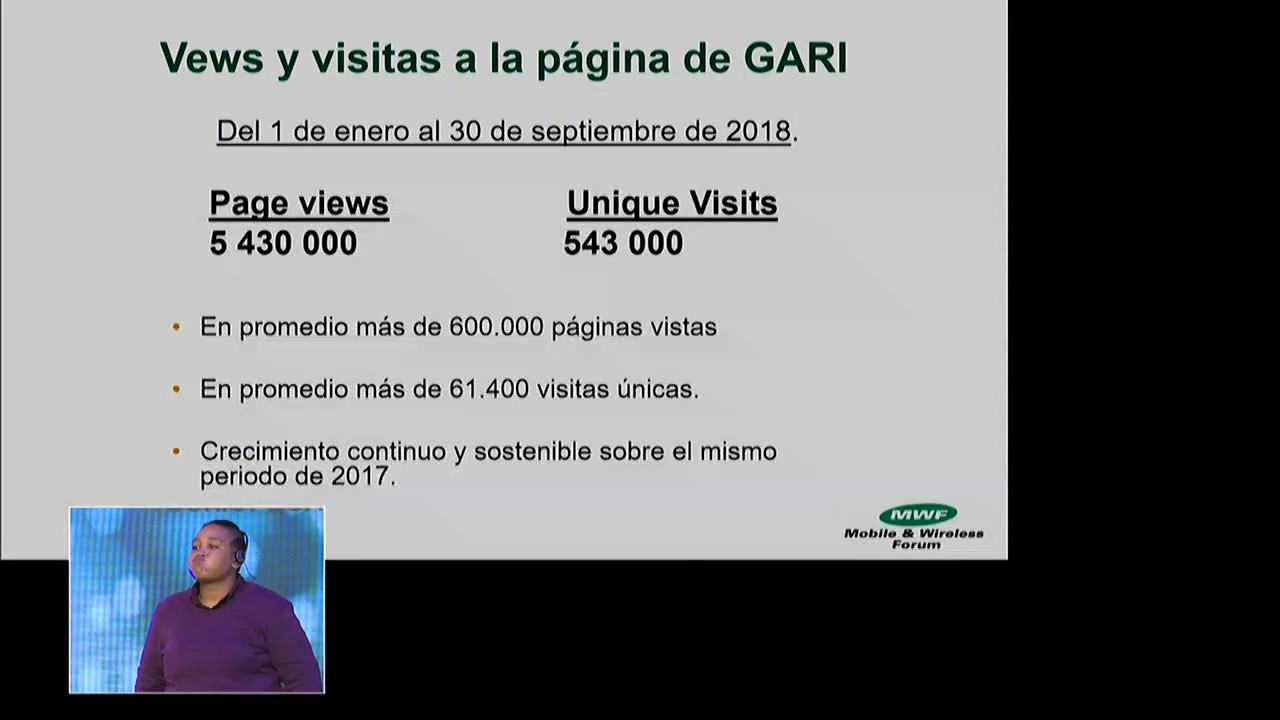 Vews y visitas a la página de GARI
Del 1 de enero al 30 de septiembre de 2018.
Page views
Unique Visits
5 430 000
543 000
• En promedio más de 600.000 páginas vistas
• En promedio más de 61.400 visitas únicas.
• Crecimiento continuo y sostenible sobre el mismo
periodo de 2017.
MWF
Mobile & Wireless
Forum